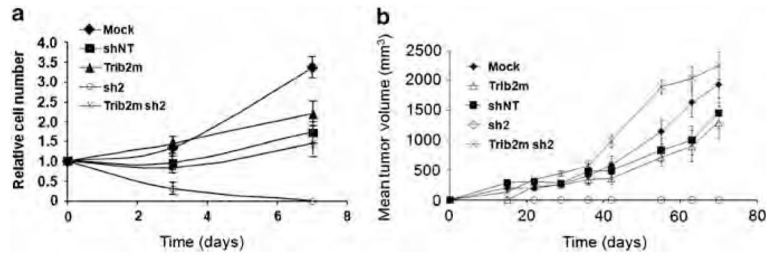 a
Relative cell number
4.0
3.5
3.0
2.5
2.0
1.5
1.0
0.5
0
Mock
shNT
Trib2m
sh2
Trib2m sh2
0
2
4
6
8
Time (days)
b
Mean tumor volume (mm³)
2500
2000
1500
1000
500
0
Mock
Trib2m
shNT
sh2
Trib2m sh2
0
20
40
60
80
Time (days)